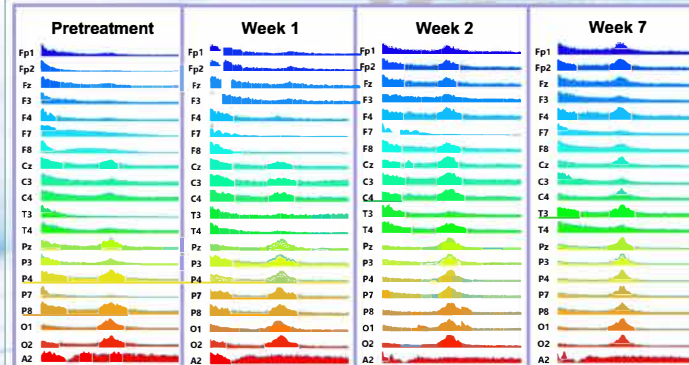 Pretreatment
Fp1
Fp2
Fz
F3
F4
F7
F8
Cz
C3
C4
T3
T4
Pz
P3
P4
P7
P8
O1
O2
A2
Week 1
Fp1
Fp2
Fz
F3
F4
F7
F8
Cz
C3
C4
T3
T4
Pz
P3
P4
P7
P8
O1
O2
A2
Week 2
Fp1
Fp2
Fz
F3
F4
F7
F8
Cz
C3
C4
T3
T4
Pz
P3
P4
P7
P8
O1
O2
A2
Week 7
Fp1
Fp2
Fz
F3
F4
F7
F8
Cz
C3
C4
T3
T4
Pz
P3
P4
P7
P8
O1
O2
A2